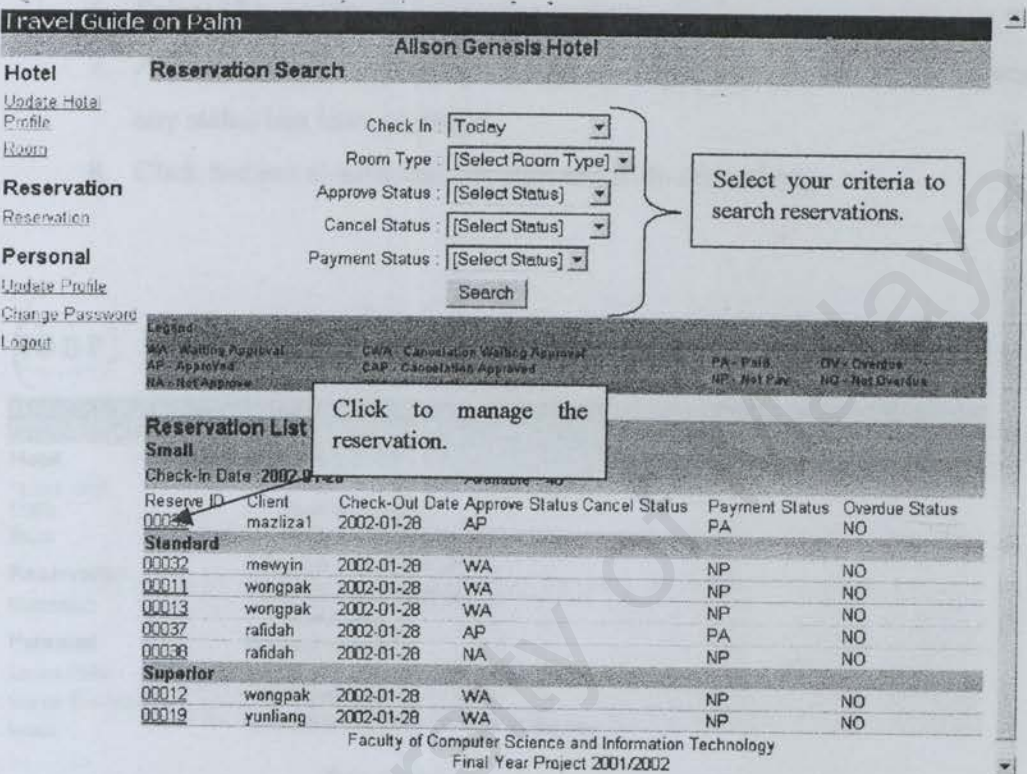 Travel Guide on Palm
Alison Genesis Hotel
Reservation Search
Hotel
Update Hotel
Profile
Room
Reservation
Reservation
Personal
Update Profile
Change Password
Logout
Check In : Today
Room Type : [Select Room Type]
Approve Status : [Select Status]
Cancel Status : [Select Status]
Payment Status : [Select Status]
Search
Select your criteria to
search reservations.
Legend
WA - Waiting Approval CWA - Cancelation Waiting Approval
AP - Approved CAP - Cancelation Approved PA - Paid OV - Overdue
NA - Not Approve NP - Not Pay NO - Not Overdue
Click to manage the
reservation.
Reservation List
Small
Check-In Date :2002-01-28 Available : 40
Reserve ID Client Check-Out Date Approve Status Cancel Status Payment Status Overdue Status
mazliza1 2002-01-28 AP PA NO
Standard
00032 mewyin 2002-01-28 WA NP NO
00011 wongpak 2002-01-28 WA NP NO
00013 wongpak 2002-01-28 WA NP NO
00037 rafidah 2002-01-28 AP PA NO
00038 rafidah 2002-01-28 NA NP NO
Superior
00012 wongpak 2002-01-28 WA NP NO
00019 yunliang 2002-01-28 WA NP NO
Faculty of Computer Science and Information Technology
Final Year Project 2001/2002